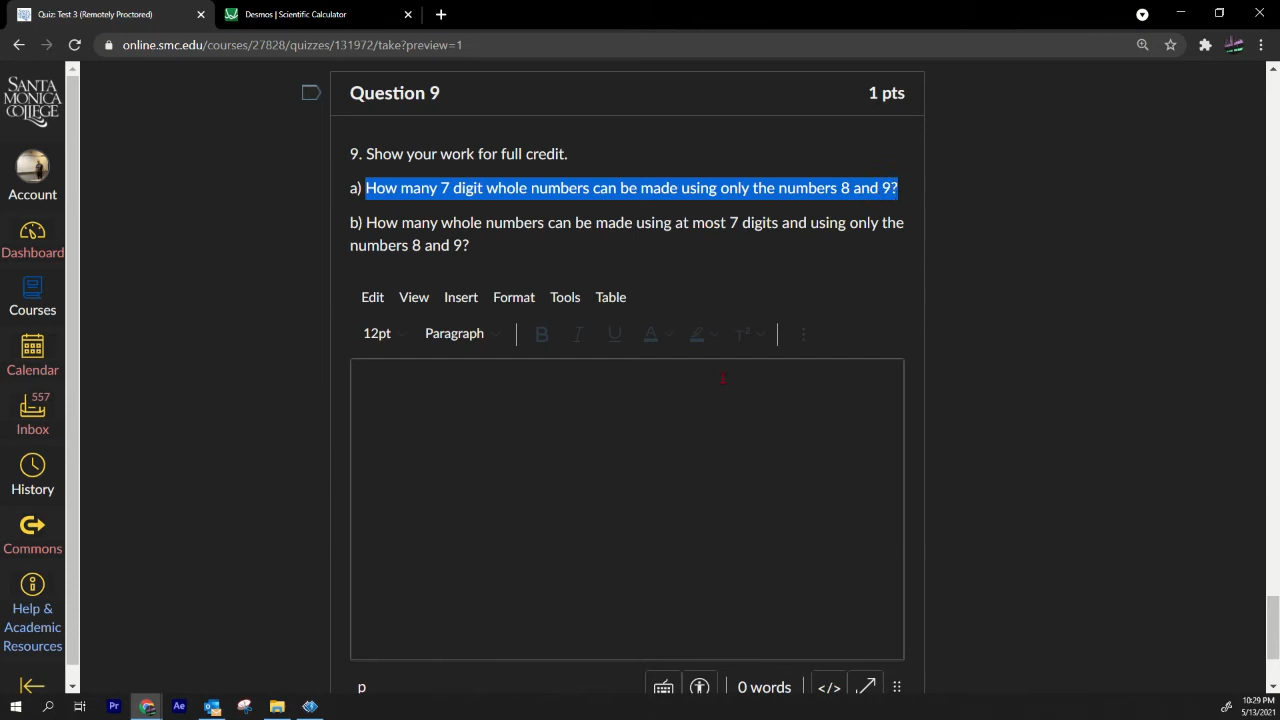 Quiz: Test 3 (Remotely Proctored)
Desmos | Scientific Calculator
online.smc.edu/courses/27828/quizzes/131972/take?preview=1
SANTA
MONICA
COLLEGE
Account
Dashboard
Courses
Calendar
557
Inbox
History
Commons
Help &
Academic
Resources
Question 9
1 pts
9. Show your work for full credit.
a) How many 7 digit whole numbers can be made using only the numbers 8 and 9?
b) How many whole numbers can be made using at most 7 digits and using only the
numbers 8 and 9?
Edit View Insert Format Tools Table
12pt Paragraph B I U A T²
p
0 words </>
Pr
Ae
10:29 PM
5/13/2021